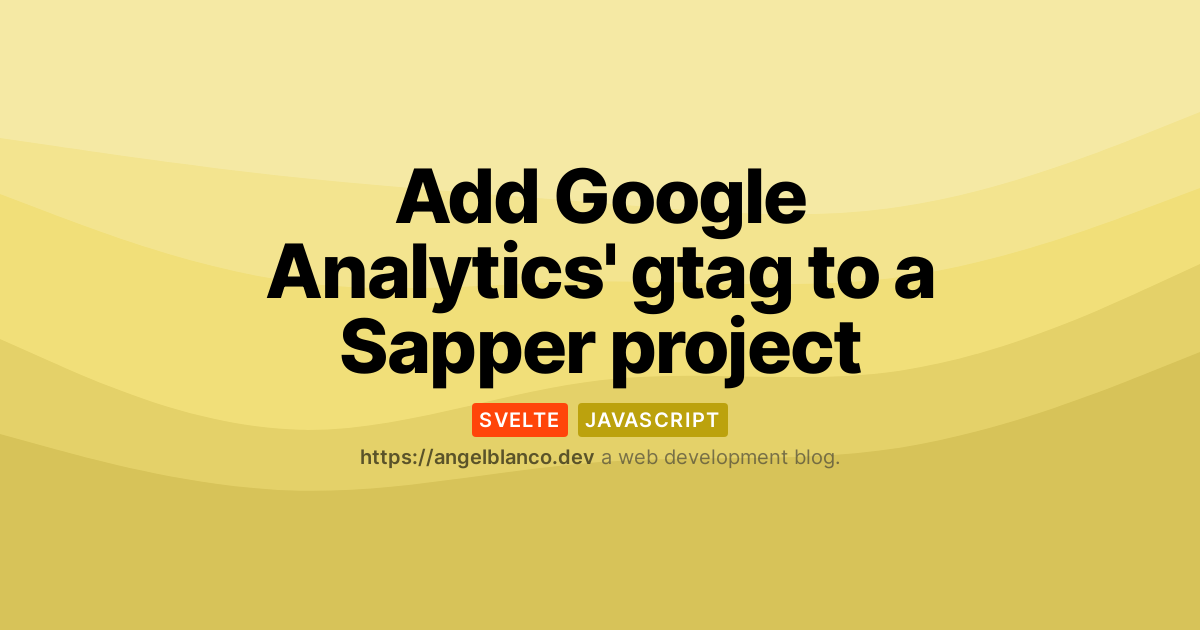 Add Google
Analytics' gtag to a
Sapper project
SVELTE JAVASCRIPT
https://angelblanco.dev a web development blog.